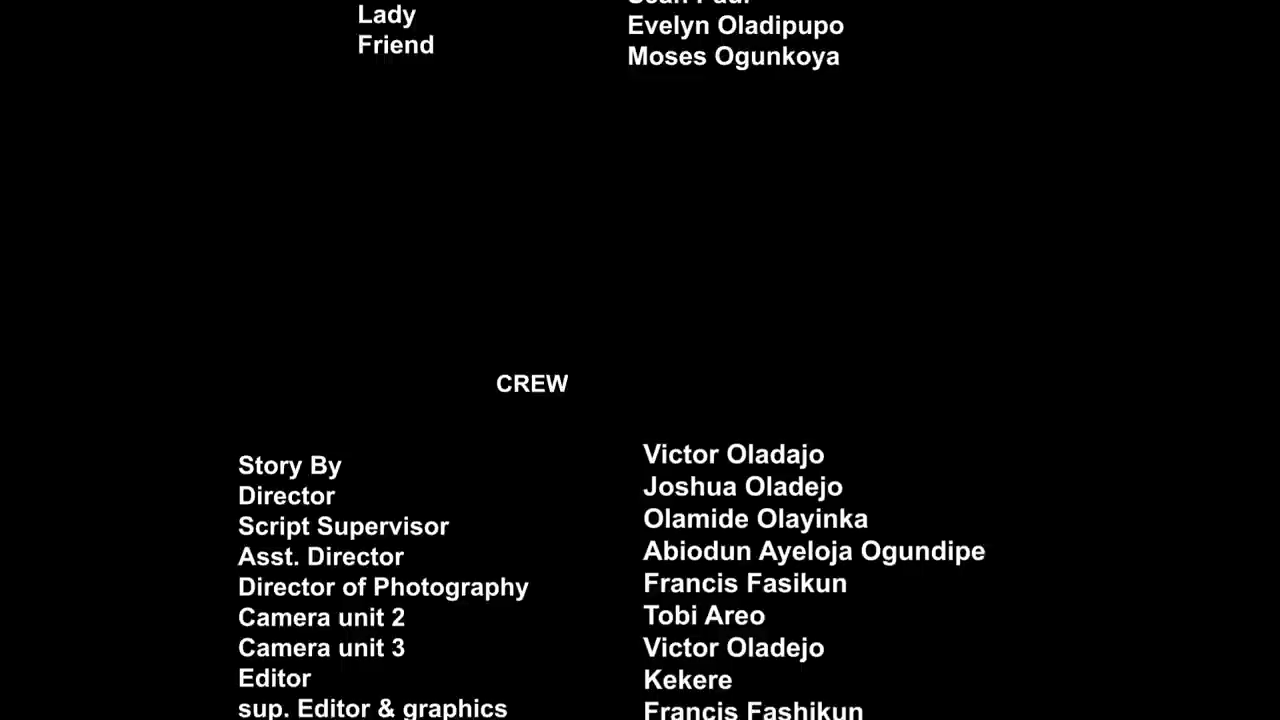 Lady
Evelyn Oladipupo
Friend
Moses Ogunkoya
CREW
Story By
Victor Oladajo
Director
Joshua Oladejo
Script Supervisor
Olamide Olayinka
Asst. Director
Abiodun Ayeloja Ogundipe
Director of Photography
Francis Fasikun
Camera unit 2
Tobi Areo
Camera unit 3
Victor Oladejo
Editor
Kekere
sup. Editor & graphics
Francis Fashikun